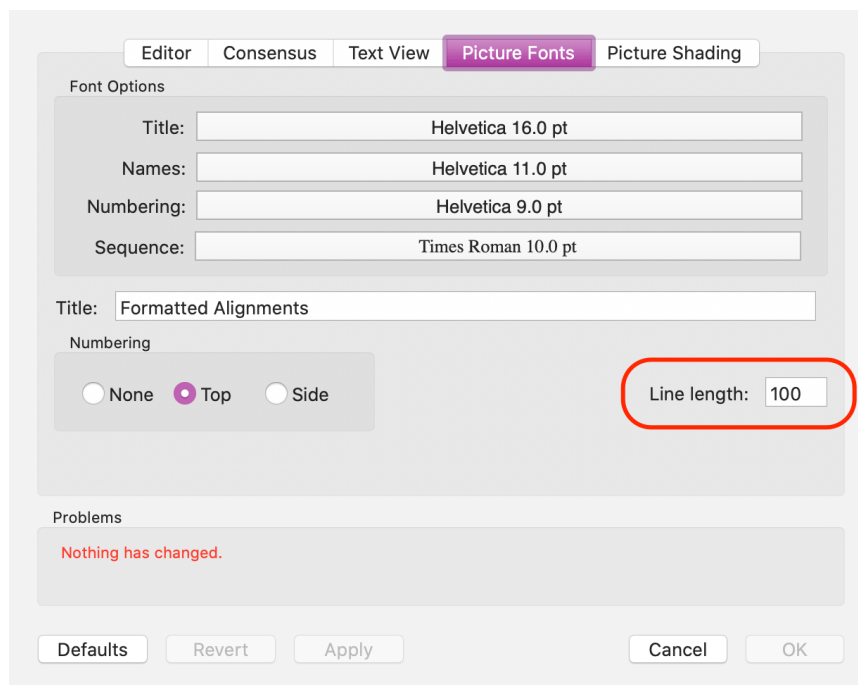 Editor Consensus Text View Picture Fonts Picture Shading
Font Options
Title: Helvetica 16.0 pt
Names: Helvetica 11.0 pt
Numbering: Helvetica 9.0 pt
Sequence: Times Roman 10.0 pt
Title: Formatted Alignments
Numbering
None Top Side Line length: 100
Problems
Nothing has changed.
Defaults Revert Apply Cancel OK